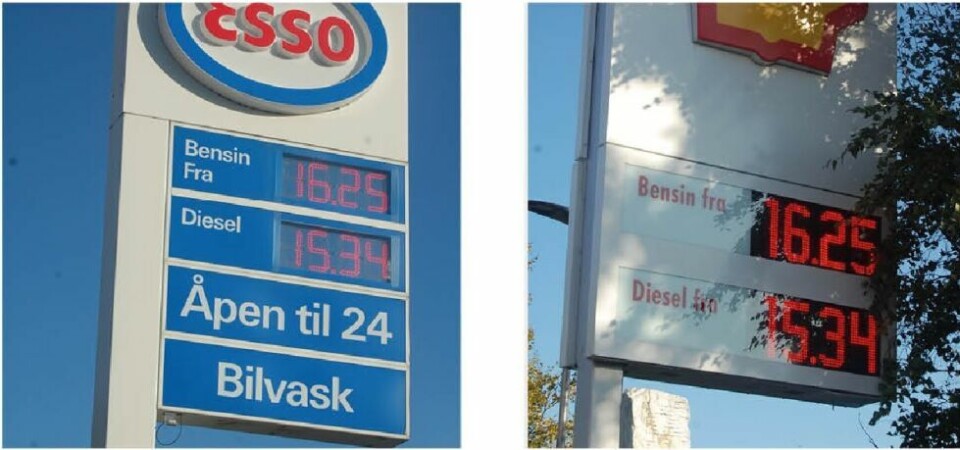 ESSO
Bensin
Fra
16.25
Diesel
15.34
Åpen til 24
Bilvask
Bensin fra
16.25
Diesel fra
15.34